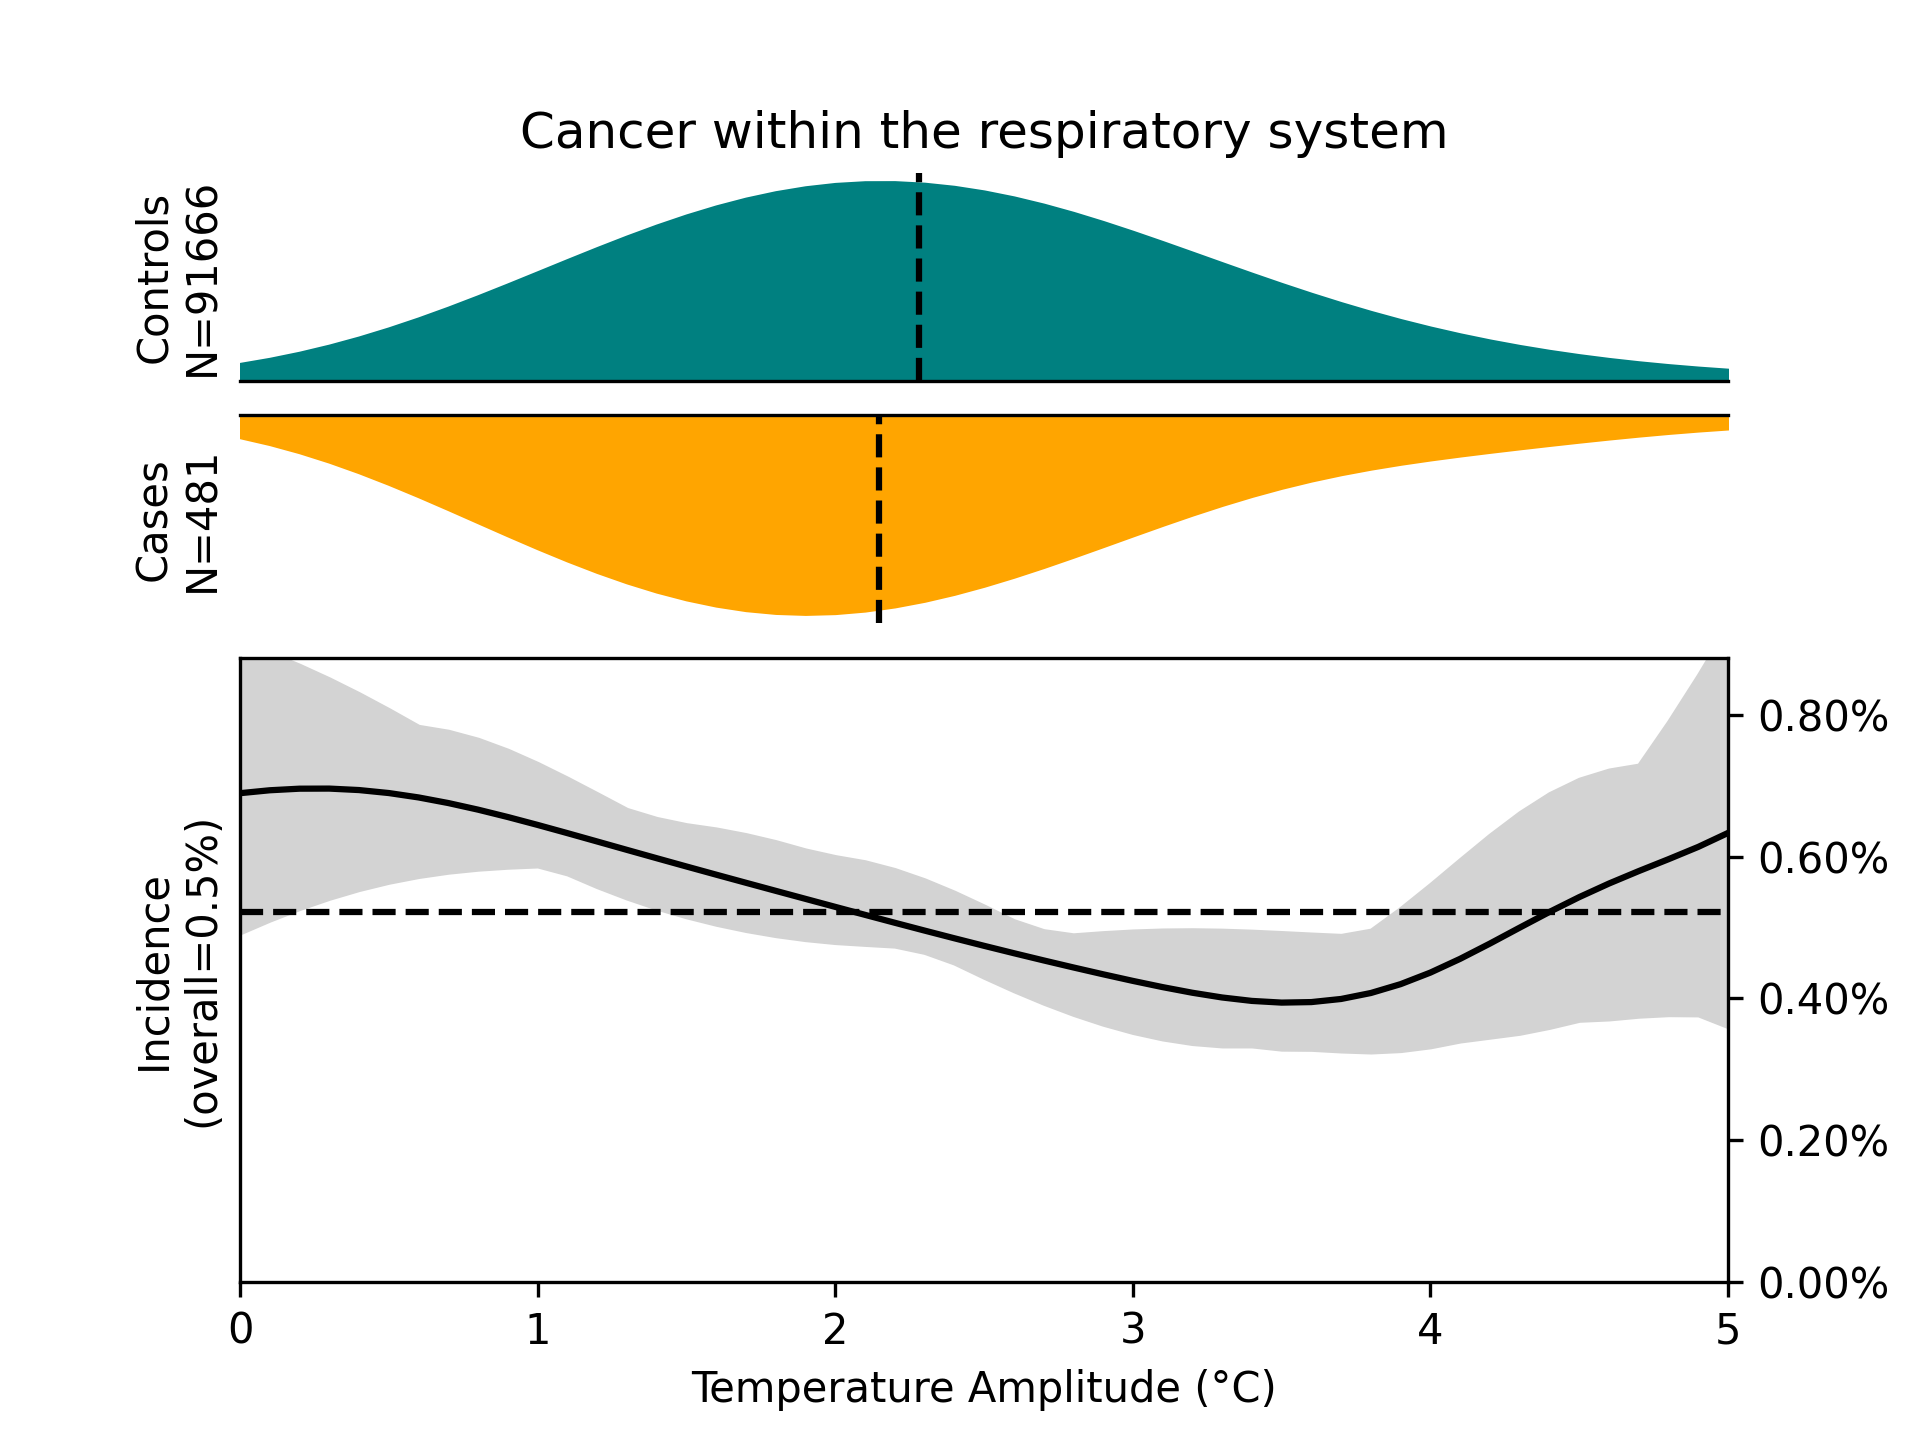 Cancer within the respiratory system
Controls
N=91666
Cases
N=481
Incidence
(overall=0.5%)
0.80%
0.60%
0.40%
0.20%
0.00%
0 1 2 3 4 5
Temperature Amplitude (°C)